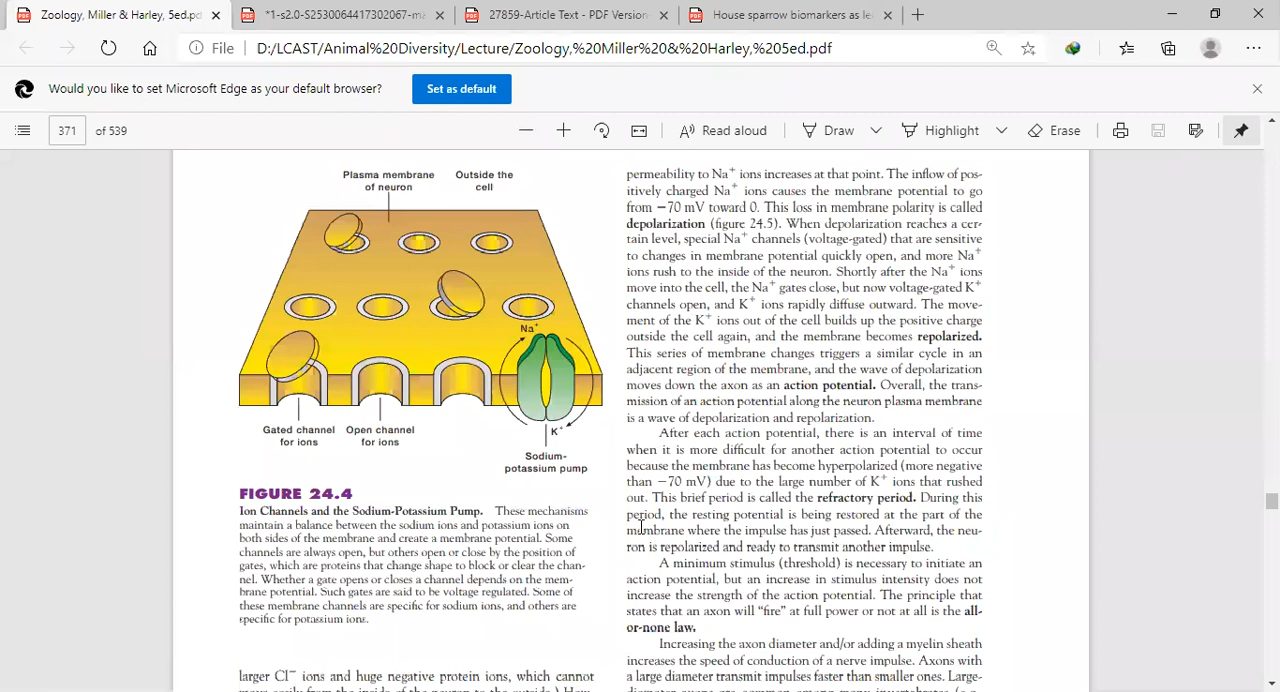 Zoology, Miller & Harley, 5ed.pd
*1-s2.0-S2530064417302067-ma
27859-Article Text - PDF Version-
House sparrow biomarkers as le
File
D:/LCAST/Animal%20Diversity/Lecture/Zoology,%20Miller%20&%20Harley,%205ed.pdf
Would you like to set Microsoft Edge as your default browser?
Set as default
371
of 539
Read aloud
Draw
Highlight
Erase
Plasma membrane
of neuron
Outside the
cell
Na+
K+
Gated channel
for ions
Open channel
for ions
Sodium-
potassium pump
FIGURE 24.4
Ion Channels and the Sodium-Potassium Pump. These mechanisms
maintain a balance between the sodium ions and potassium ions on
both sides of the membrane and create a membrane potential. Some
channels are always open, but others open or close by the position of
gates, which are proteins that change shape to block or clear the chan-
nel. Whether a gate opens or closes a channel depends on the mem-
brane potential. Such gates are said to be voltage regulated. Some of
these membrane channels are specific for sodium ions, and others are
specific for potassium ions.
larger Cl− ions and huge negative protein ions, which cannot
permeability to Na+ ions increases at that point. The inflow of pos-
itively charged Na+ ions causes the membrane potential to go
from −70 mV toward 0. This loss in membrane polarity is called
depolarization (figure 24.5). When depolarization reaches a cer-
tain level, special Na+ channels (voltage-gated) that are sensitive
to changes in membrane potential quickly open, and more Na+
ions rush to the inside of the neuron. Shortly after the Na+ ions
move into the cell, the Na+ gates close, but now voltage-gated K+
channels open, and K+ ions rapidly diffuse outward. The move-
ment of the K+ ions out of the cell builds up the positive charge
outside the cell again, and the membrane becomes repolarized.
This series of membrane changes triggers a similar cycle in an
adjacent region of the membrane, and the wave of depolarization
moves down the axon as an action potential. Overall, the trans-
mission of an action potential along the neuron plasma membrane
is a wave of depolarization and repolarization.
After each action potential, there is an interval of time
when it is more difficult for another action potential to occur
because the membrane has become hyperpolarized (more negative
than −70 mV) due to the large number of K+ ions that rushed
out. This brief period is called the refractory period. During this
period, the resting potential is being restored at the part of the
membrane where the impulse has just passed. Afterward, the neu-
ron is repolarized and ready to transmit another impulse.
A minimum stimulus (threshold) is necessary to initiate an
action potential, but an increase in stimulus intensity does not
increase the strength of the action potential. The principle that
states that an axon will “fire” at full power or not at all is the all-
or-none law.
Increasing the axon diameter and/or adding a myelin sheath
increases the speed of conduction of a nerve impulse. Axons with
a large diameter transmit impulses faster than smaller ones. Large-